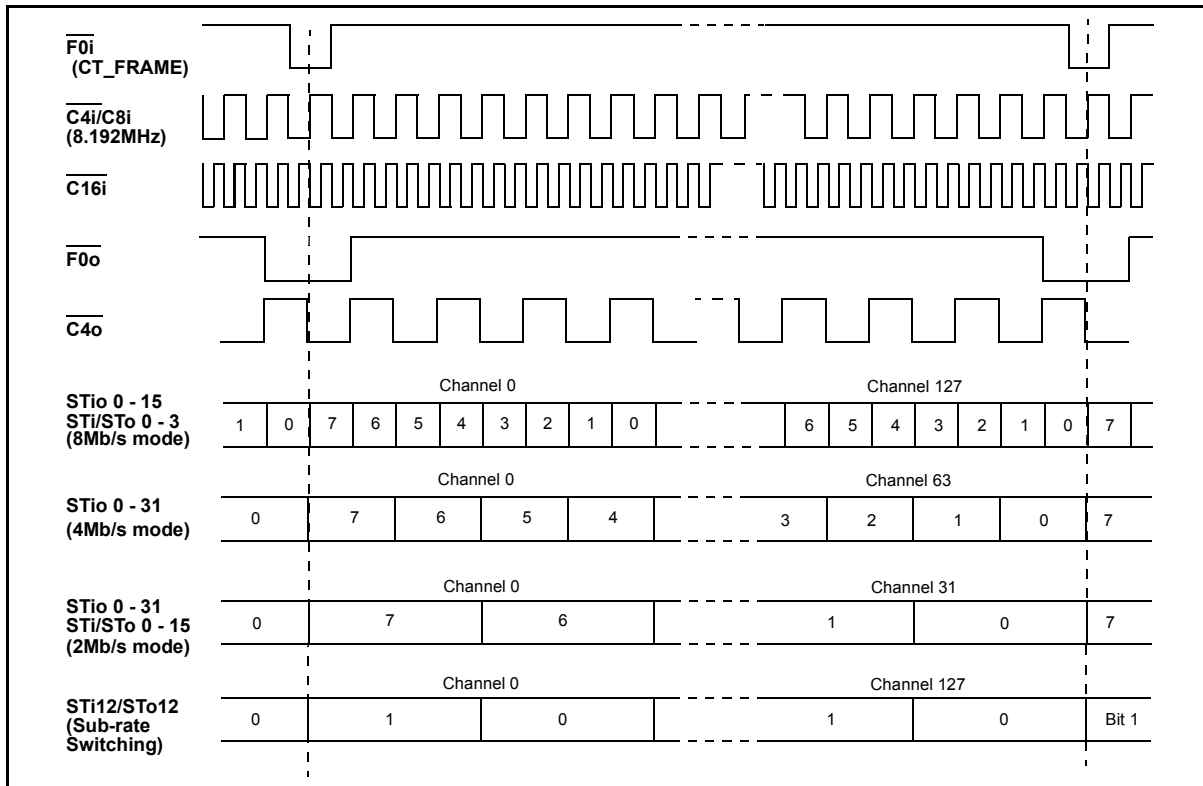 F0i
(CT_FRAME)
C4i/C8i
(8.192MHz)
C16i
F0o
C4o
Channel 0
Channel 127
STio 0 - 15
STi/STo 0 - 3
(8Mb/s mode)
1 0 7 6 5 4 3 2 1 0 6 5 4 3 2 1 0 7
Channel 0
Channel 63
STio 0 - 31
(4Mb/s mode)
0 7 6 5 4 3 2 1 0 7
Channel 0
Channel 31
STio 0 - 31
STi/STo 0 - 15
(2Mb/s mode)
0 7 6 1 0 7
Channel 0
Channel 127
STi12/STo12
(Sub-rate
Switching)
0 1 0 1 0 Bit 1